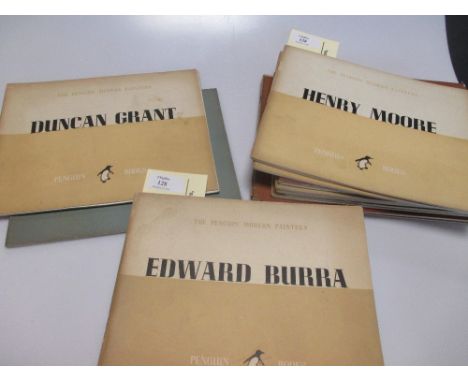 THE PENGUIN MODERN PAINTERS
DUNCAN GRANT
PENGUIN BOOKS
128
THE PENGUIN MODERN PAINTERS
HENRY MOORE
PENGUIN BOOKS
128
THE PENGUIN MODERN PAINTERS
EDWARD BURRA
PENGUIN BOOKS